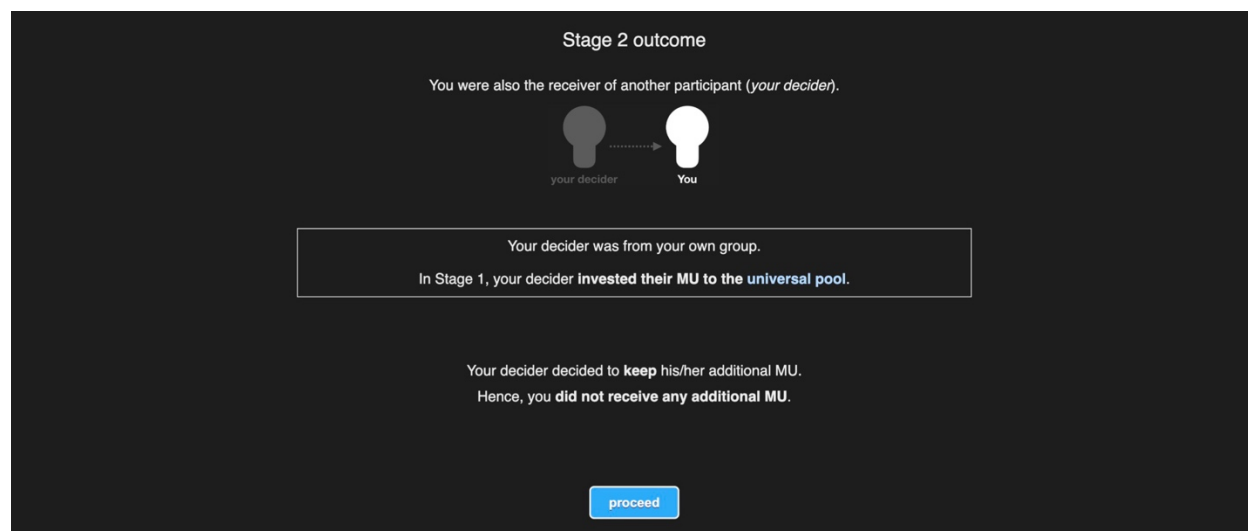 Stage 2 outcome
You were also the receiver of another participant (your decider).
your decider
You
Your decider was from your own group.
In Stage 1, your decider invested their MU to the universal pool.
Your decider decided to keep his/her additional MU.
Hence, you did not receive any additional MU.
proceed